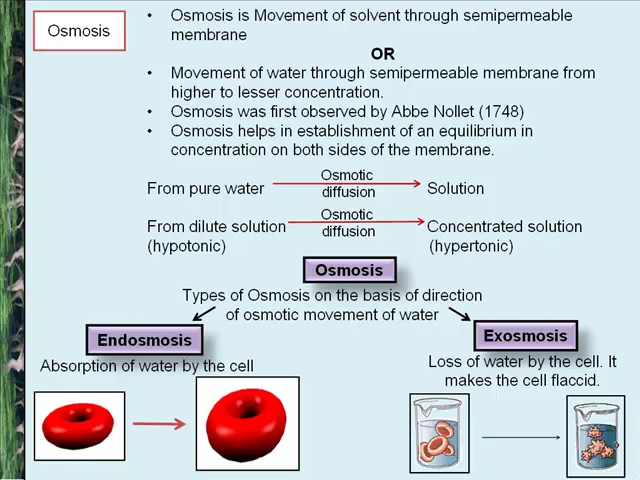 Osmosis
• Osmosis is Movement of solvent through semipermeable
membrane
OR
• Movement of water through semipermeable membrane from
higher to lesser concentration.
• Osmosis was first observed by Abbe Nollet (1748)
• Osmosis helps in establishment of an equilibrium in
concentration on both sides of the membrane.
From pure water Osmotic diffusion Solution
From dilute solution Osmotic diffusion Concentrated solution
(hypotonic) (hypertonic)
Osmosis
Types of Osmosis on the basis of direction
of osmotic movement of water
Endosmosis
Absorption of water by the cell
Exosmosis
Loss of water by the cell. It
makes the cell flaccid.